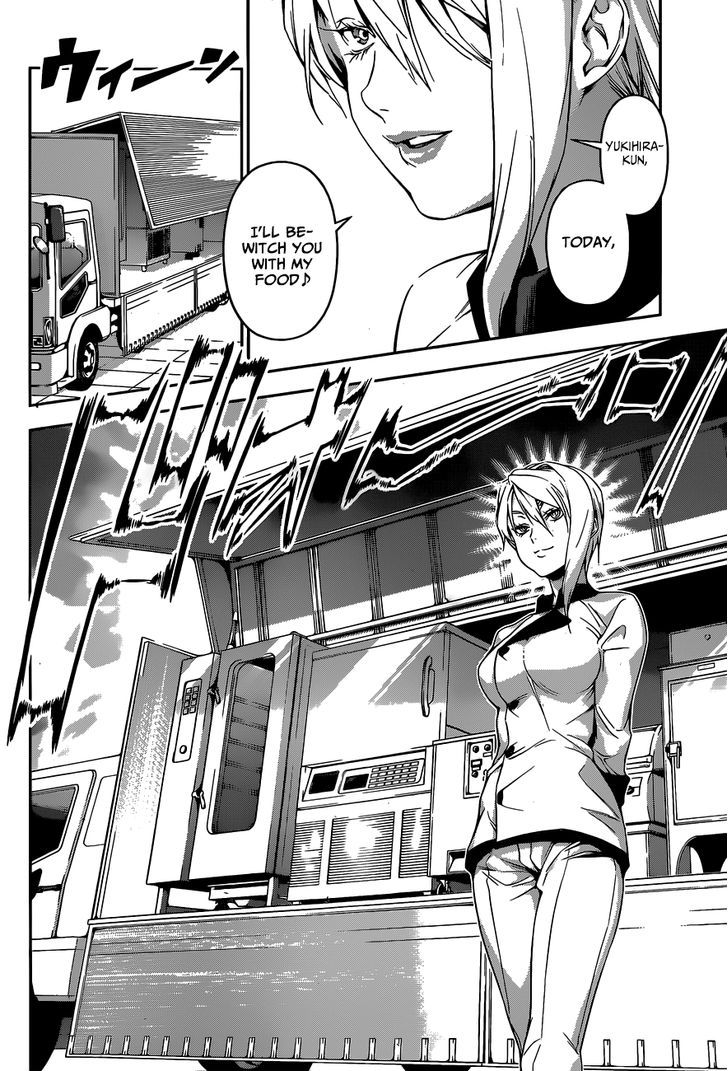 YUKIHIRA-
KUN,
TODAY,
I'LL BE-
WITCH YOU
WITH MY
FOOD♪
ウィーン